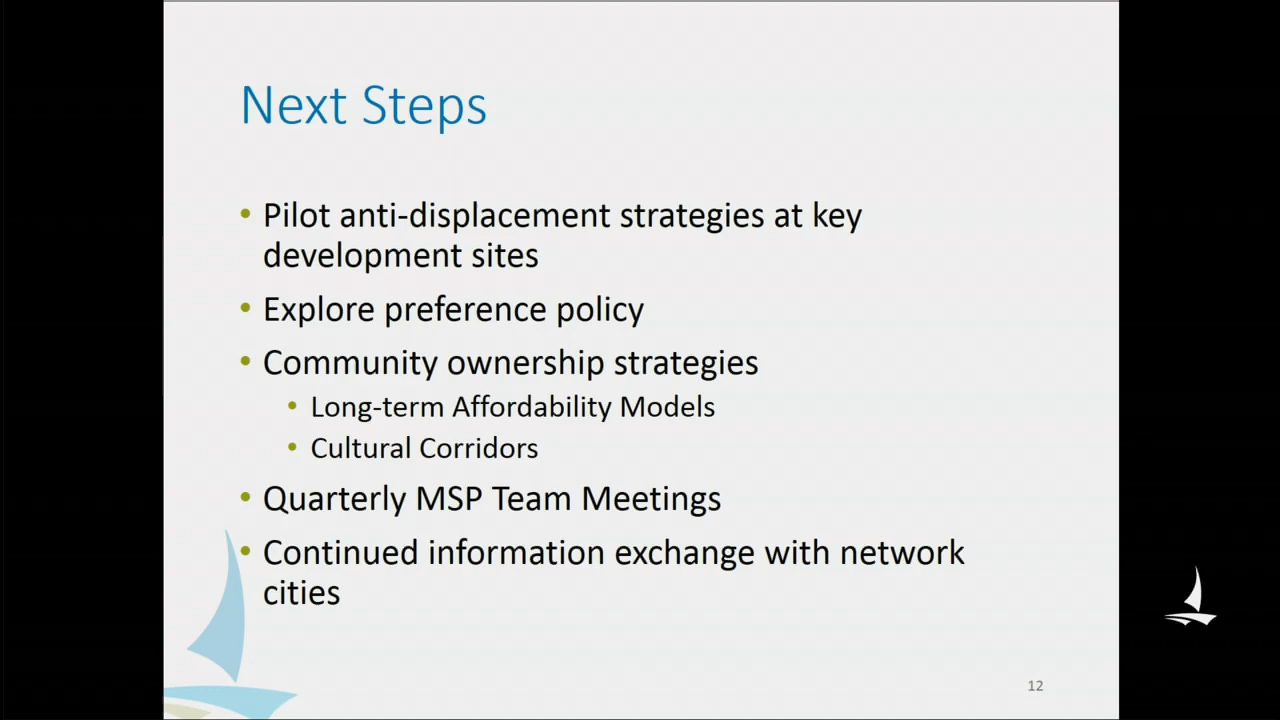 Next Steps
• Pilot anti-displacement strategies at key
development sites
• Explore preference policy
• Community ownership strategies
• Long-term Affordability Models
• Cultural Corridors
• Quarterly MSP Team Meetings
• Continued information exchange with network
cities
12